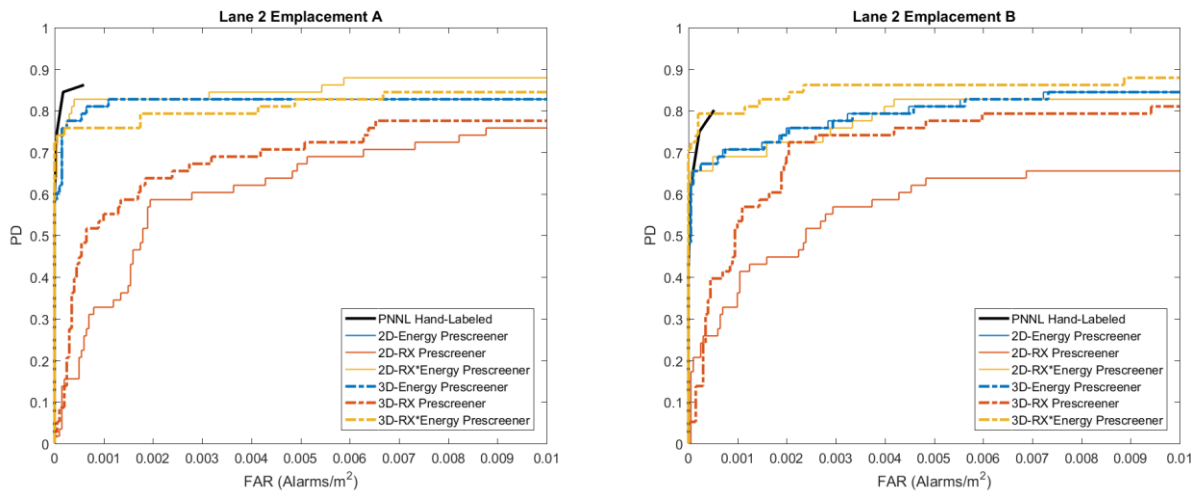 Lane 2 Emplacement A
1
0.9
0.8
0.7
0.6
0.5
0.4
0.3
0.2
0.1
0
PD
0 0.001 0.002 0.003 0.004 0.005 0.006 0.007 0.008 0.009 0.01
FAR (Alarms/m²)
PNNL Hand-Labeled
2D-Energy Prescreener
2D-RX Prescreener
2D-RX*Energy Prescreener
3D-Energy Prescreener
3D-RX Prescreener
3D-RX*Energy Prescreener
Lane 2 Emplacement B
1
0.9
0.8
0.7
0.6
0.5
0.4
0.3
0.2
0.1
0
PD
0 0.001 0.002 0.003 0.004 0.005 0.006 0.007 0.008 0.009 0.01
FAR (Alarms/m²)
PNNL Hand-Labeled
2D-Energy Prescreener
2D-RX Prescreener
2D-RX*Energy Prescreener
3D-Energy Prescreener
3D-RX Prescreener
3D-RX*Energy Prescreener